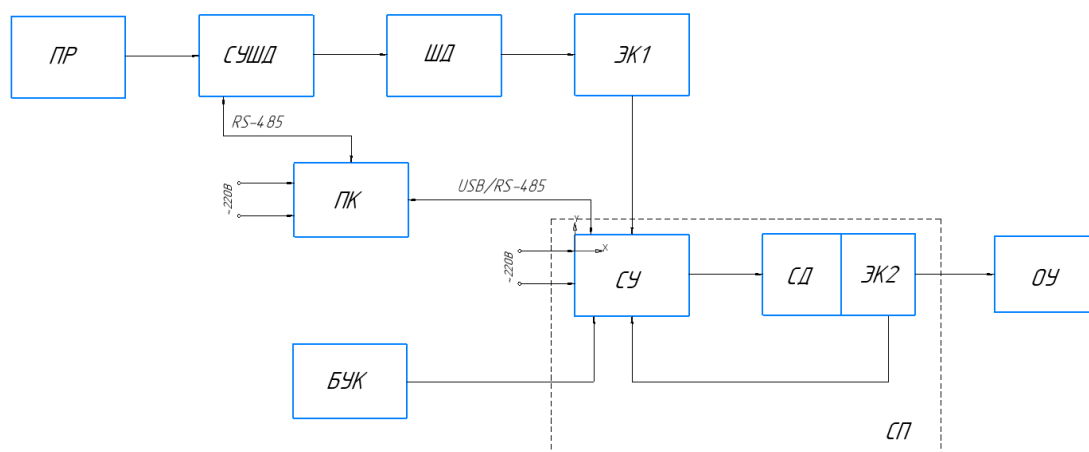 ПР
СУШД
ШД
ЭК1
RS-485
ПК
~220В
USB/RS-485
Y
X
~220В
СУ
СД
ЭК2
ОУ
БУК
СП